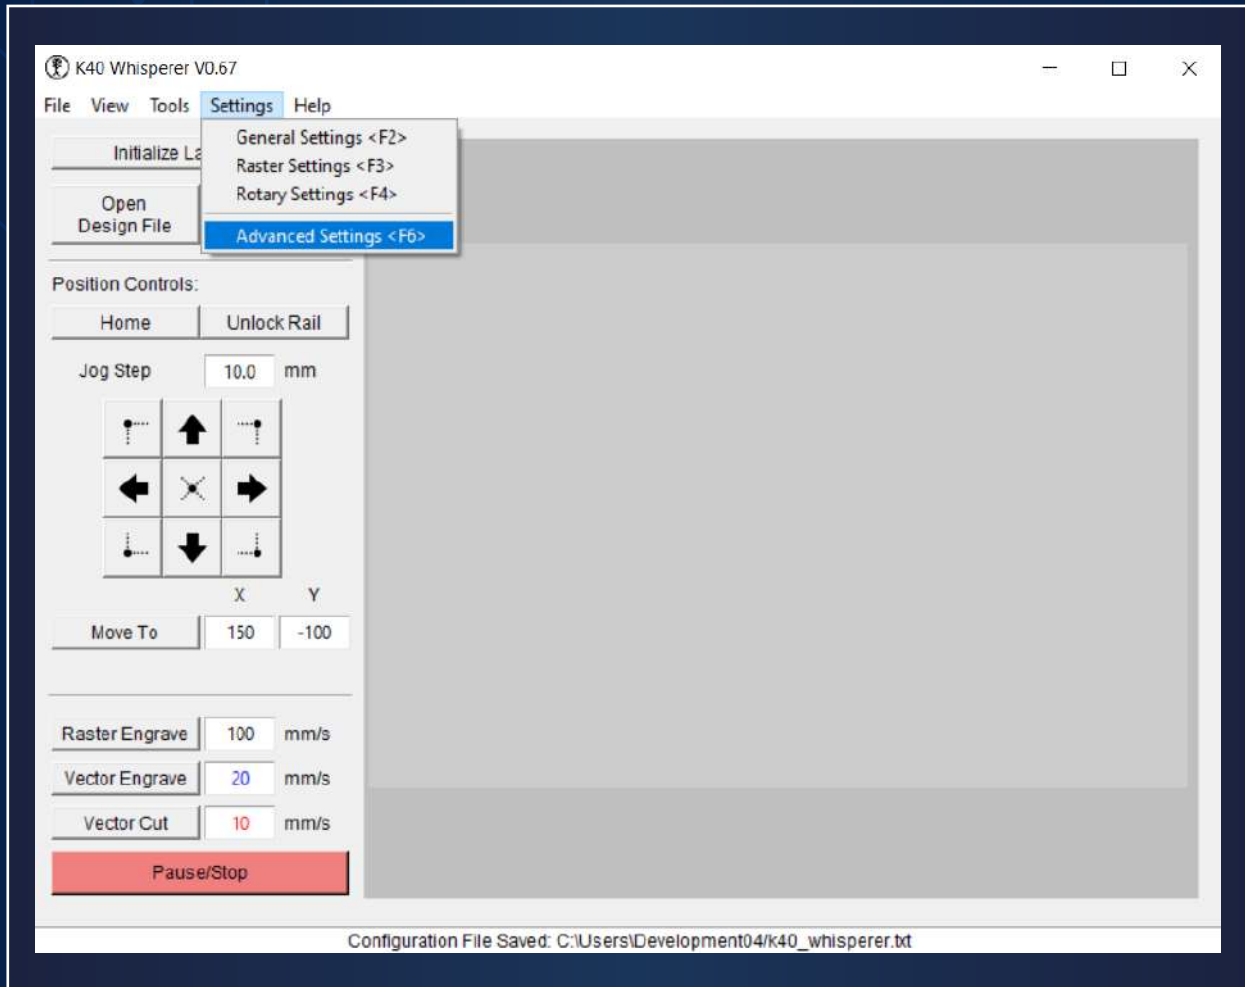 K40 Whisperer V0.67
File View Tools Settings Help
General Settings <F2>
Raster Settings <F3>
Rotary Settings <F4>
Advanced Settings <F6>
Initialize
Open
Design File
Position Controls:
Home Unlock Rail
Jog Step 10.0 mm
X Y
Move To 150 -100
Raster Engrave 100 mm/s
Vector Engrave 20 mm/s
Vector Cut 10 mm/s
Pause/Stop
Configuration File Saved: C:\Users\Development04/k40_whisperer.txt